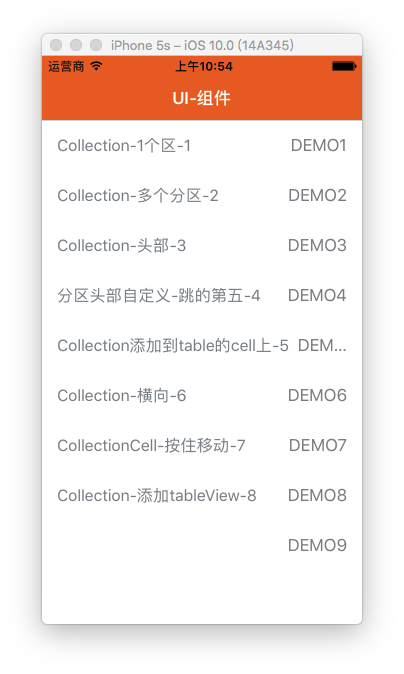 iPhone 5s – iOS 10.0 (14A345)
运营商 上午10:54
UI-组件
Collection-1个区-1 DEMO1
Collection-多个分区-2 DEMO2
Collection-头部-3 DEMO3
分区头部自定义-跳的第五-4 DEMO4
Collection添加到table的cell上-5 DEM...
Collection-横向-6 DEMO6
CollectionCell-按住移动-7 DEMO7
Collection-添加tableView-8 DEMO8
DEMO9